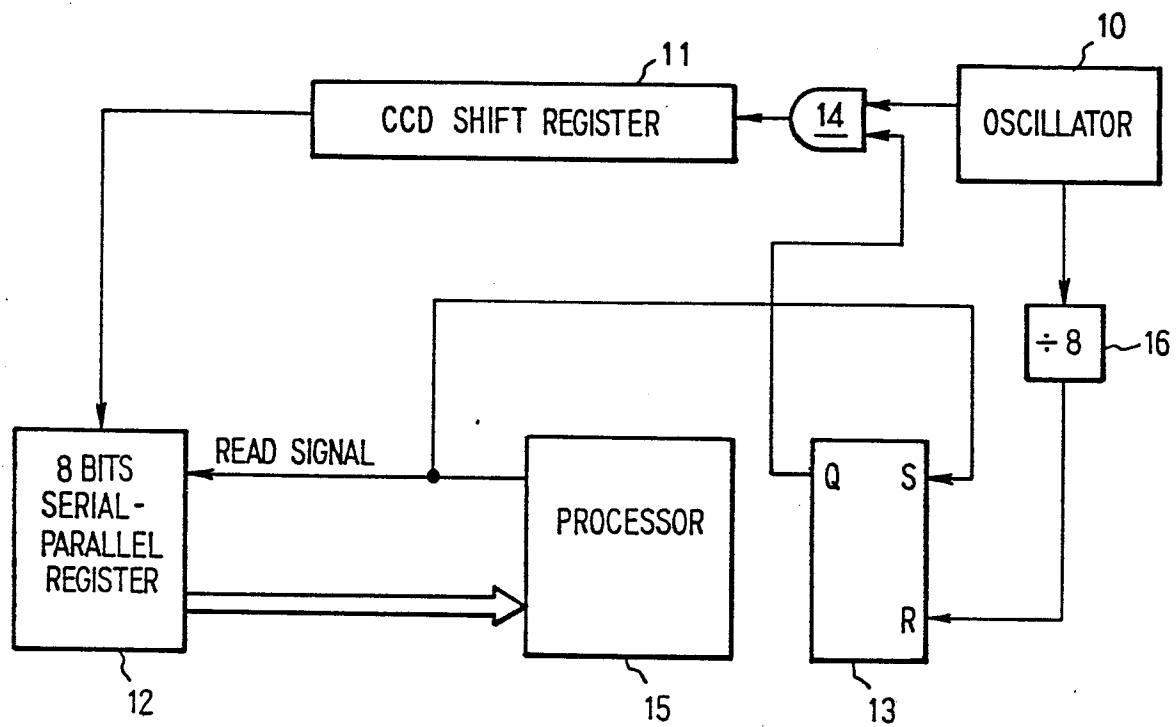 10
11
CCD SHIFT REGISTER
14
OSCILLATOR
÷8
16
READ SIGNAL
8 BITS
SERIAL-
PARALLEL
REGISTER
PROCESSOR
Q
S
R
12
15
13